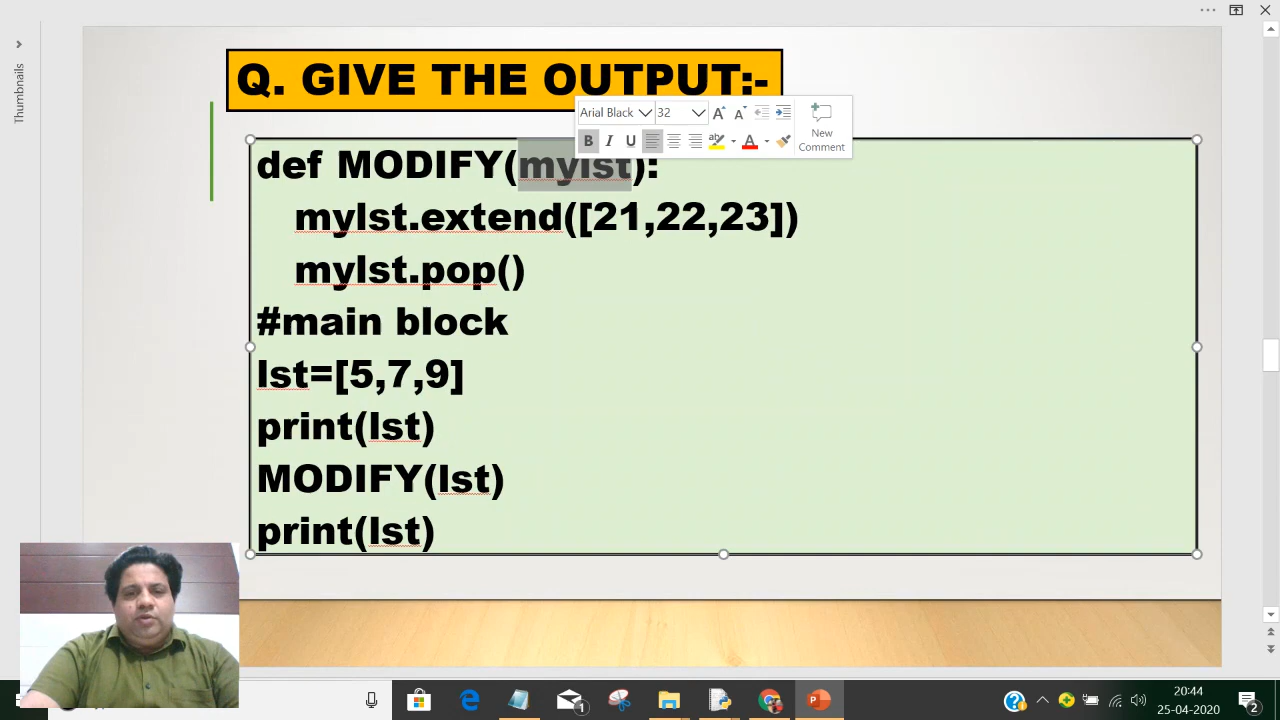 Thumbnails
Q. GIVE THE OUTPUT:-
Arial Black
32
New
Comment
def MODIFY(mylst):
mylst.extend([21,22,23])
mylst.pop()
#main block
lst=[5,7,9]
print(lst)
MODIFY(lst)
print(lst)
20:44
25-04-2020